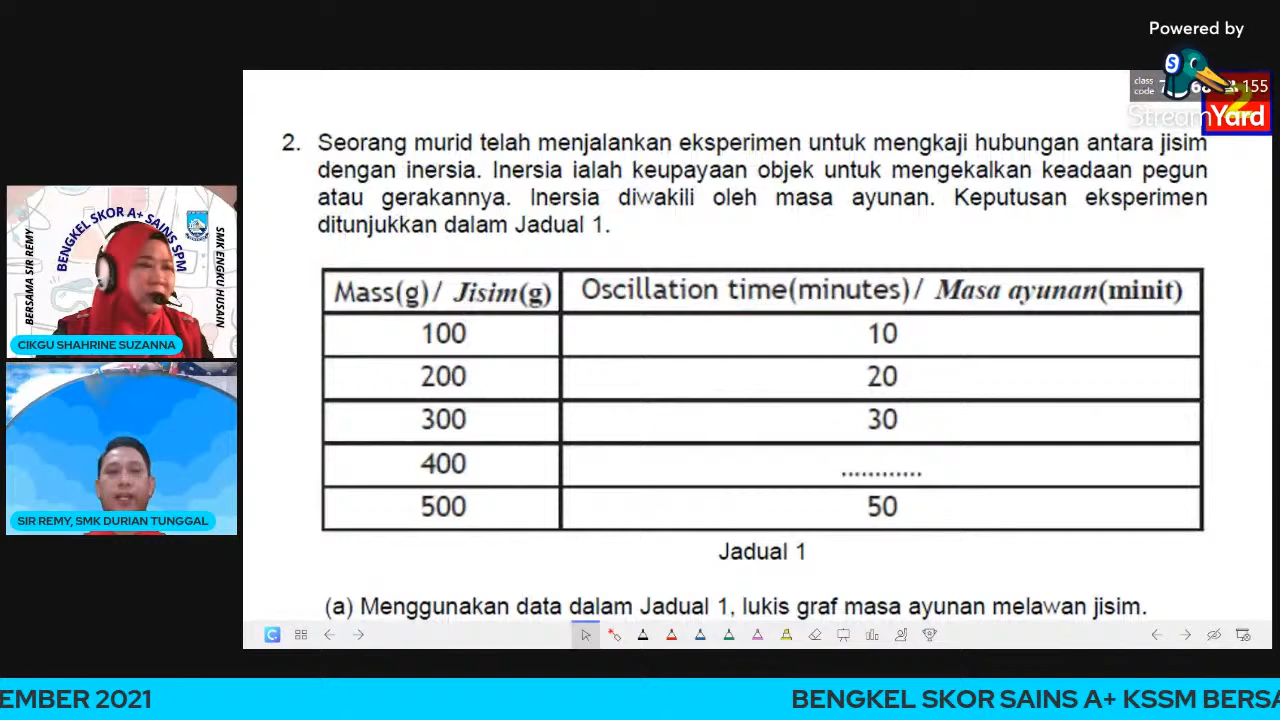 Powered by
class
code
155
StreamYard
2. Seorang murid telah menjalankan eksperimen untuk mengkaji hubungan antara jisim
dengan inersia. Inersia ialah keupayaan objek untuk mengekalkan keadaan pegun
atau gerakannya. Inersia diwakili oleh masa ayunan. Keputusan eksperimen
ditunjukkan dalam Jadual 1.
Mass(g)/ Jisim(g) Oscillation time(minutes)/ Masa ayunan(minit)
100 10
200 20
300 30
400 ............
500 50
Jadual 1
(a) Menggunakan data dalam Jadual 1, lukis graf masa ayunan melawan jisim.
BENGKEL SKOR A+ SAINS SPM
BERSAMA SIR REMY
SMK ENGKU HUSAIN
CIKGU SHAHRINE SUZANNA
SIR REMY, SMK DURIAN TUNGGAL
EMBER 2021
BENGKEL SKOR SAINS A+ KSSM BERSA